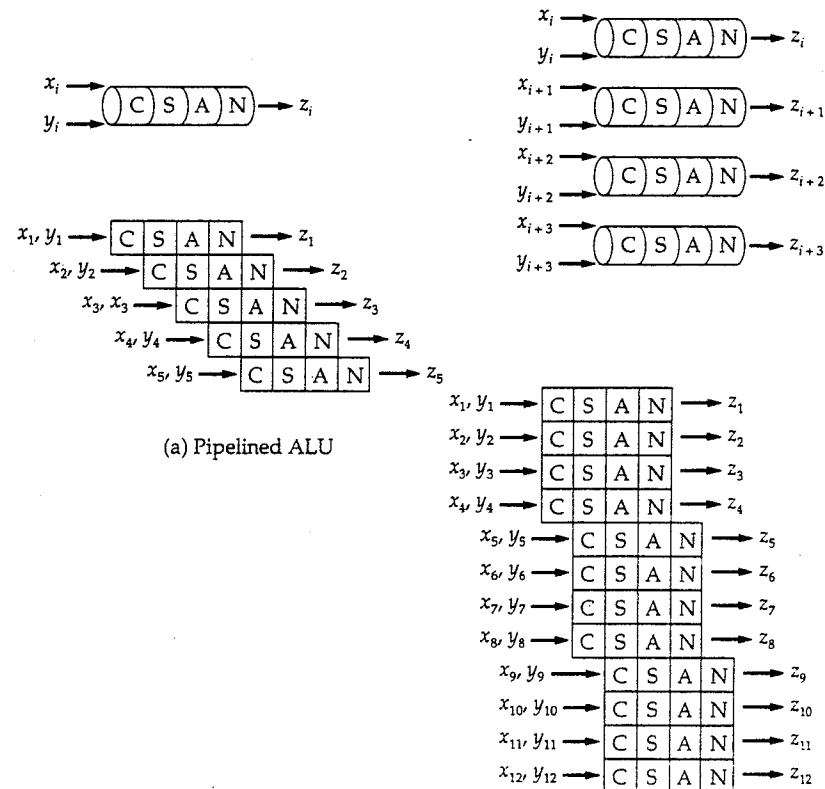 x_i
y_i
C S A N
z_i
x_1, y_1 C S A N z_1
x_2, y_2 C S A N z_2
x_3, x_3 C S A N z_3
x_4, y_4 C S A N z_4
x_5, y_5 C S A N z_5
(a) Pipelined ALU
x_i
y_i
C S A N
z_i
x_{i+1}
y_{i+1}
C S A N
z_{i+1}
x_{i+2}
y_{i+2}
C S A N
z_{i+2}
x_{i+3}
y_{i+3}
C S A N
z_{i+3}
x_1, y_1 C S A N z_1
x_2, y_2 C S A N z_2
x_3, y_3 C S A N z_3
x_4, y_4 C S A N z_4
x_5, y_5 C S A N z_5
x_6, y_6 C S A N z_6
x_7, y_7 C S A N z_7
x_8, y_8 C S A N z_8
x_9, y_9 C S A N z_9
x_10, y_10 C S A N z_10
x_11, y_11 C S A N z_11
x_12, y_12 C S A N z_12